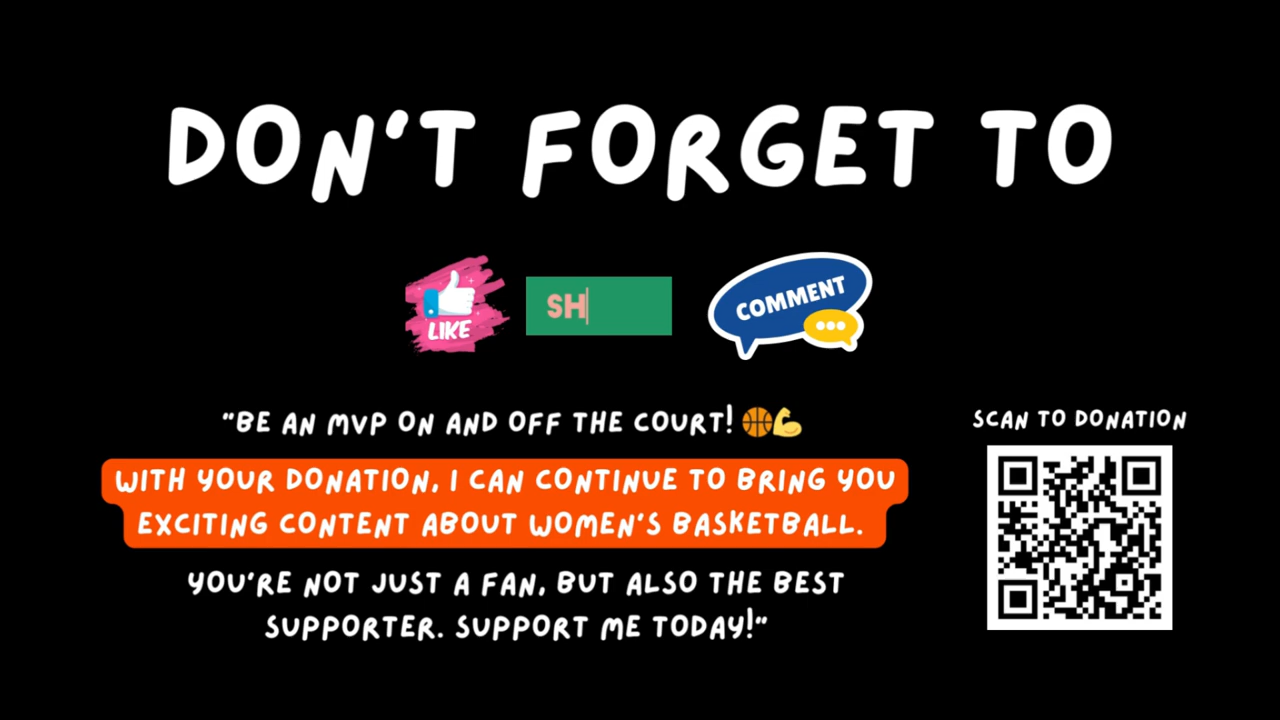 DON'T FORGET TO
LIKE
SH
COMMENT
"BE AN MVP ON AND OFF THE COURT! 🏀💪
WITH YOUR DONATION, I CAN CONTINUE TO BRING YOU
EXCITING CONTENT ABOUT WOMEN'S BASKETBALL.
YOU'RE NOT JUST A FAN, BUT ALSO THE BEST
SUPPORTER. SUPPORT ME TODAY!"
SCAN TO DONATION